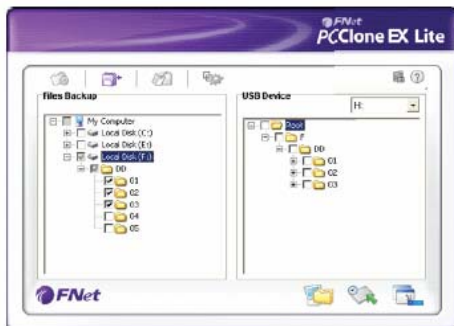 FNet
PCClone EX Lite
Files Backup
USB Device
H:
My Computer
Local Disk (C:)
Local Disk (E:)
Local Disk (F:)
DD
01
02
03
04
05
Root
F
DD
01
02
03
FNet